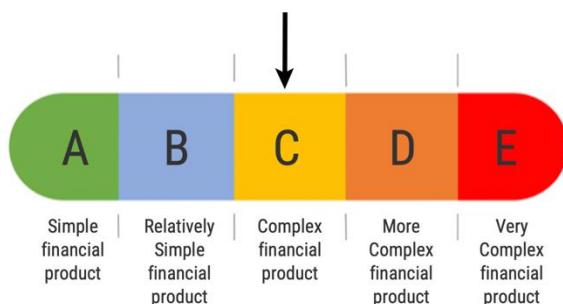 A B C D E
Simple
financial
product
Relatively
Simple
financial
product
Complex
financial
product
More
Complex
financial
product
Very
Complex
financial
product